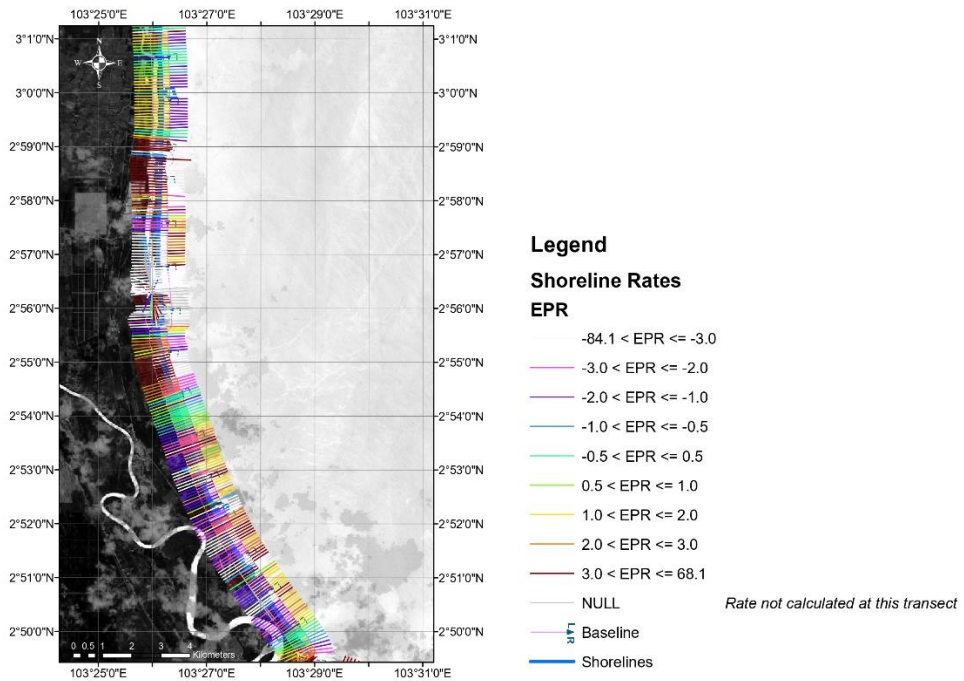 103°25'0"E 103°27'0"E 103°29'0"E 103°31'0"E
3°1'0"N 3°1'0"N
N
W E
S
3°0'0"N 3°0'0"N
2°59'0"N 2°59'0"N
2°58'0"N 2°58'0"N
2°57'0"N 2°57'0"N
2°56'0"N 2°56'0"N
2°55'0"N 2°55'0"N
2°54'0"N 2°54'0"N
2°53'0"N 2°53'0"N
2°52'0"N 2°52'0"N
2°51'0"N 2°51'0"N
2°50'0"N 2°50'0"N
0 0.5 1 2 3 4
Kilometers
103°25'0"E 103°27'0"E 103°29'0"E 103°31'0"E
Legend
Shoreline Rates
EPR
-84.1 < EPR <= -3.0
-3.0 < EPR <= -2.0
-2.0 < EPR <= -1.0
-1.0 < EPR <= -0.5
-0.5 < EPR <= 0.5
0.5 < EPR <= 1.0
1.0 < EPR <= 2.0
2.0 < EPR <= 3.0
3.0 < EPR <= 68.1
NULL Rate not calculated at this transect
L R Baseline
Shorelines